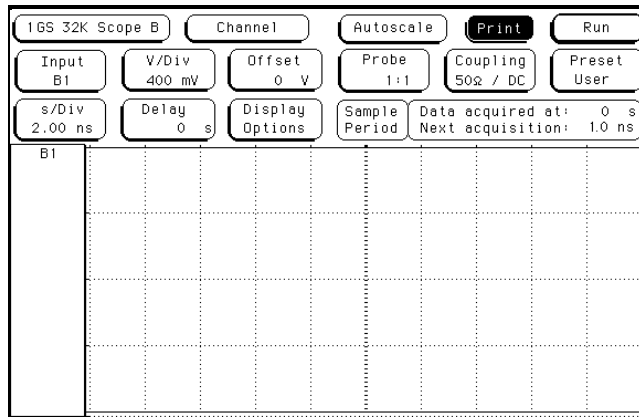 1GS 32K Scope B Channel Autoscale Print Run
Input V/Div Offset Probe Coupling Preset
B1 400 mV 0 V 1:1 50Ω / DC User
s/Div Delay Display Sample Data acquired at: 0 s
2.00 ns 0 s Options Period Next acquisition: 1.0 ns
B1